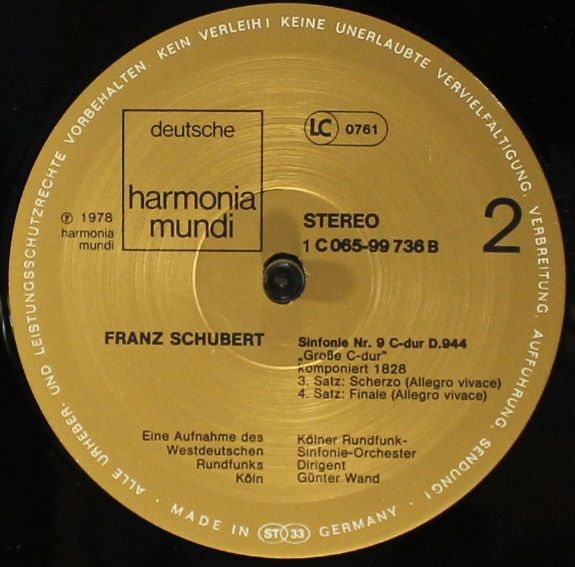 ALLE URHEBER- UND LEISTUNGSSCHUTZRECHTE VORBEHALTEN. KEIN VERLEIH! KEINE UNERLAUBTE VERVIELFÄLTIGUNG, VERBREITUNG, AUFFÜHRUNG, SENDUNG!
deutsche
harmonia
mundi
LC 0761
℗ 1978
harmonia
mundi
STEREO
1 C 065-99 736 B
2
FRANZ SCHUBERT
Sinfonie Nr. 9 C-dur D.944
„Große C-dur”
komponiert 1828
3. Satz: Scherzo (Allegro vivace)
4. Satz: Finale (Allegro vivace)
Eine Aufnahme des
Westdeutschen
Rundfunks
Köln
Kölner Rundfunk-
Sinfonie-Orchester
Dirigent
Günter Wand
· MADE IN ST 33 GERMANY ·